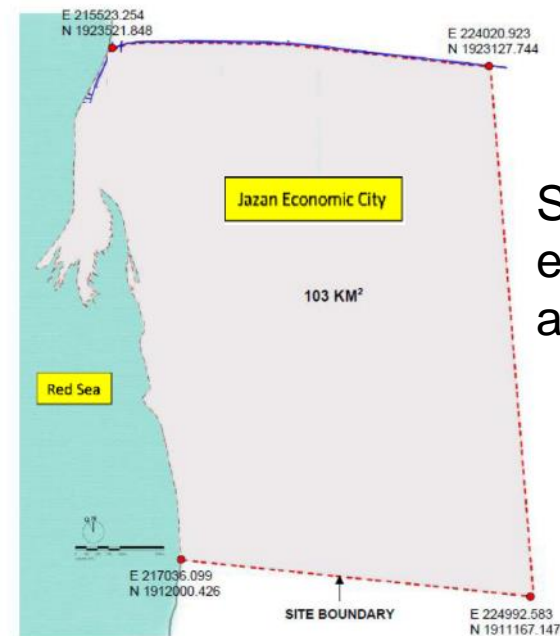 E 215523.254
N 1923521.848
E 224020.923
N 1923127.744
Jazan Economic City
103 KM²
Red Sea
E 217036.099
N 1912000.426
SITE BOUNDARY
E 224992.583
N 1911167.147
S
e
a